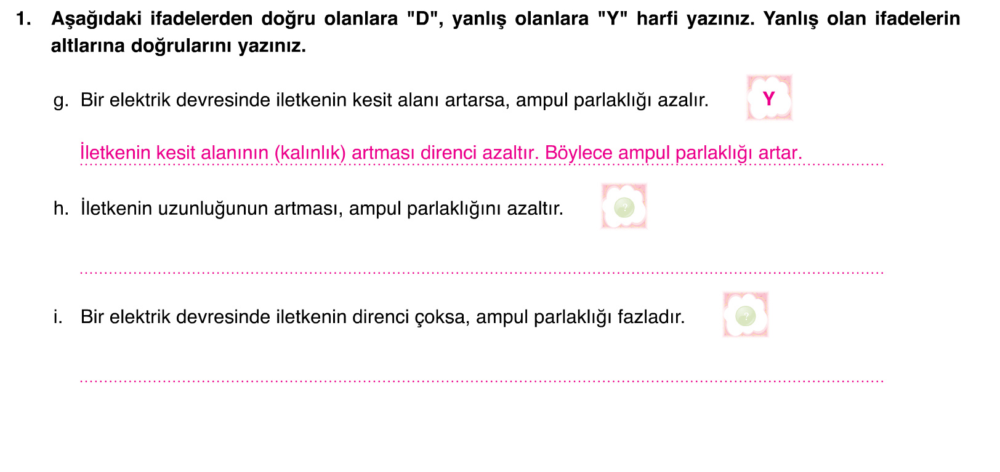 1. Aşağıdaki ifadelerden doğru olanlara "D", yanlış olanlara "Y" harfi yazınız. Yanlış olan ifadelerin
altlarına doğrularını yazınız.
g. Bir elektrik devresinde iletkenin kesit alanı artarsa, ampul parlaklığı azalır. Y
İletkenin kesit alanının (kalınlık) artması direnci azaltır. Böylece ampul parlaklığı artar.
h. İletkenin uzunluğunun artması, ampul parlaklığını azaltır. ?
i. Bir elektrik devresinde iletkenin direnci çoksa, ampul parlaklığı fazladır. ?